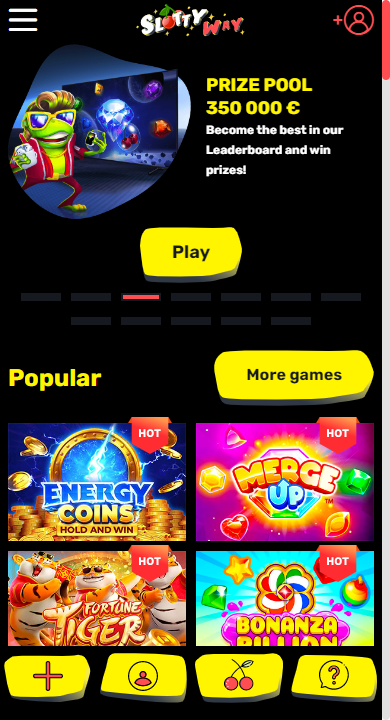 SLOTTY WAY
+
PRIZE POOL
350 000 €
Become the best in our
Leaderboard and win
prizes!
Play
Popular
More games
HOT
HOT
ENERGY
COINS
HOLD AND WIN
MERGE
UP
TM
HOT
HOT
FORTUNE
TIGER
BONANZA
BILLION
?